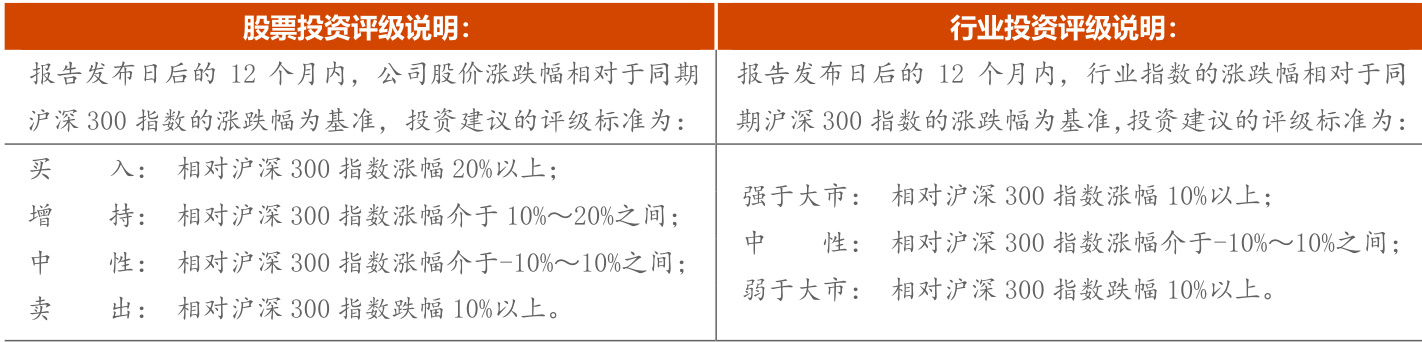 股票投资评级说明：
报告发布日后的 12 个月内，公司股价涨跌幅相对于同期
沪深 300 指数的涨跌幅为基准，投资建议的评级标准为：
买 入： 相对沪深 300 指数涨幅 20%以上；
增 持： 相对沪深 300 指数涨幅介于 10%～20%之间；
中 性： 相对沪深 300 指数涨幅介于-10%～10%之间；
卖 出： 相对沪深 300 指数跌幅 10%以上。
行业投资评级说明：
报告发布日后的 12 个月内，行业指数的涨跌幅相对于同
期沪深 300 指数的涨跌幅为基准,投资建议的评级标准为：
强于大市： 相对沪深 300 指数涨幅 10%以上；
中 性： 相对沪深 300 指数涨幅介于-10%～10%之间；
弱于大市： 相对沪深 300 指数跌幅 10%以上。